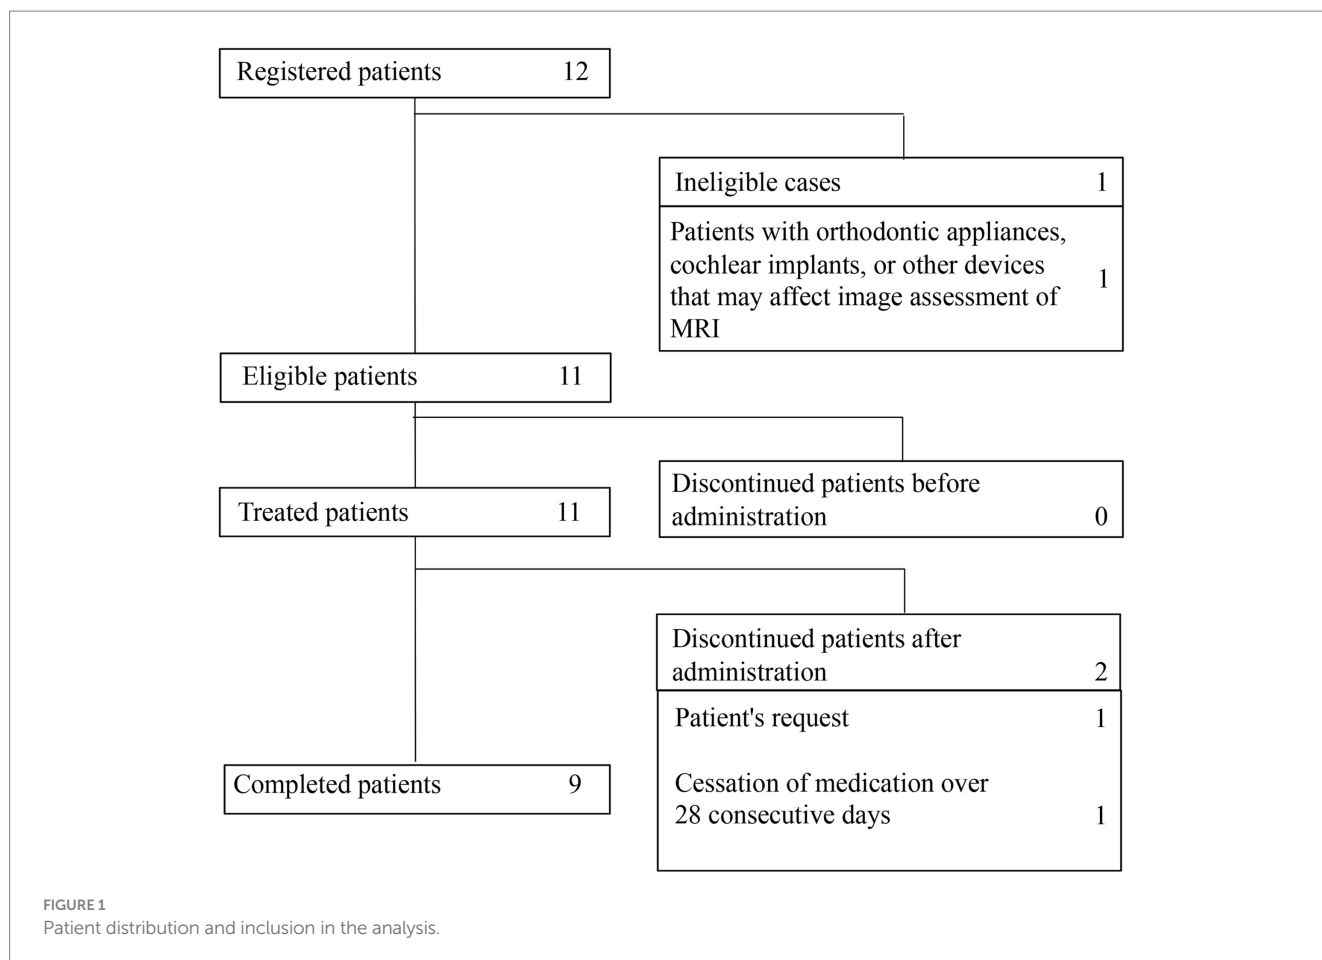 Registered patients 12
Ineligible cases 1
Patients with orthodontic appliances,
cochlear implants, or other devices
that may affect image assessment of
MRI
1
Eligible patients 11
Discontinued patients before
administration 0
Treated patients 11
Discontinued patients after
administration 2
Patient's request 1
Cessation of medication over
28 consecutive days 1
Completed patients 9
FIGURE 1
Patient distribution and inclusion in the analysis.